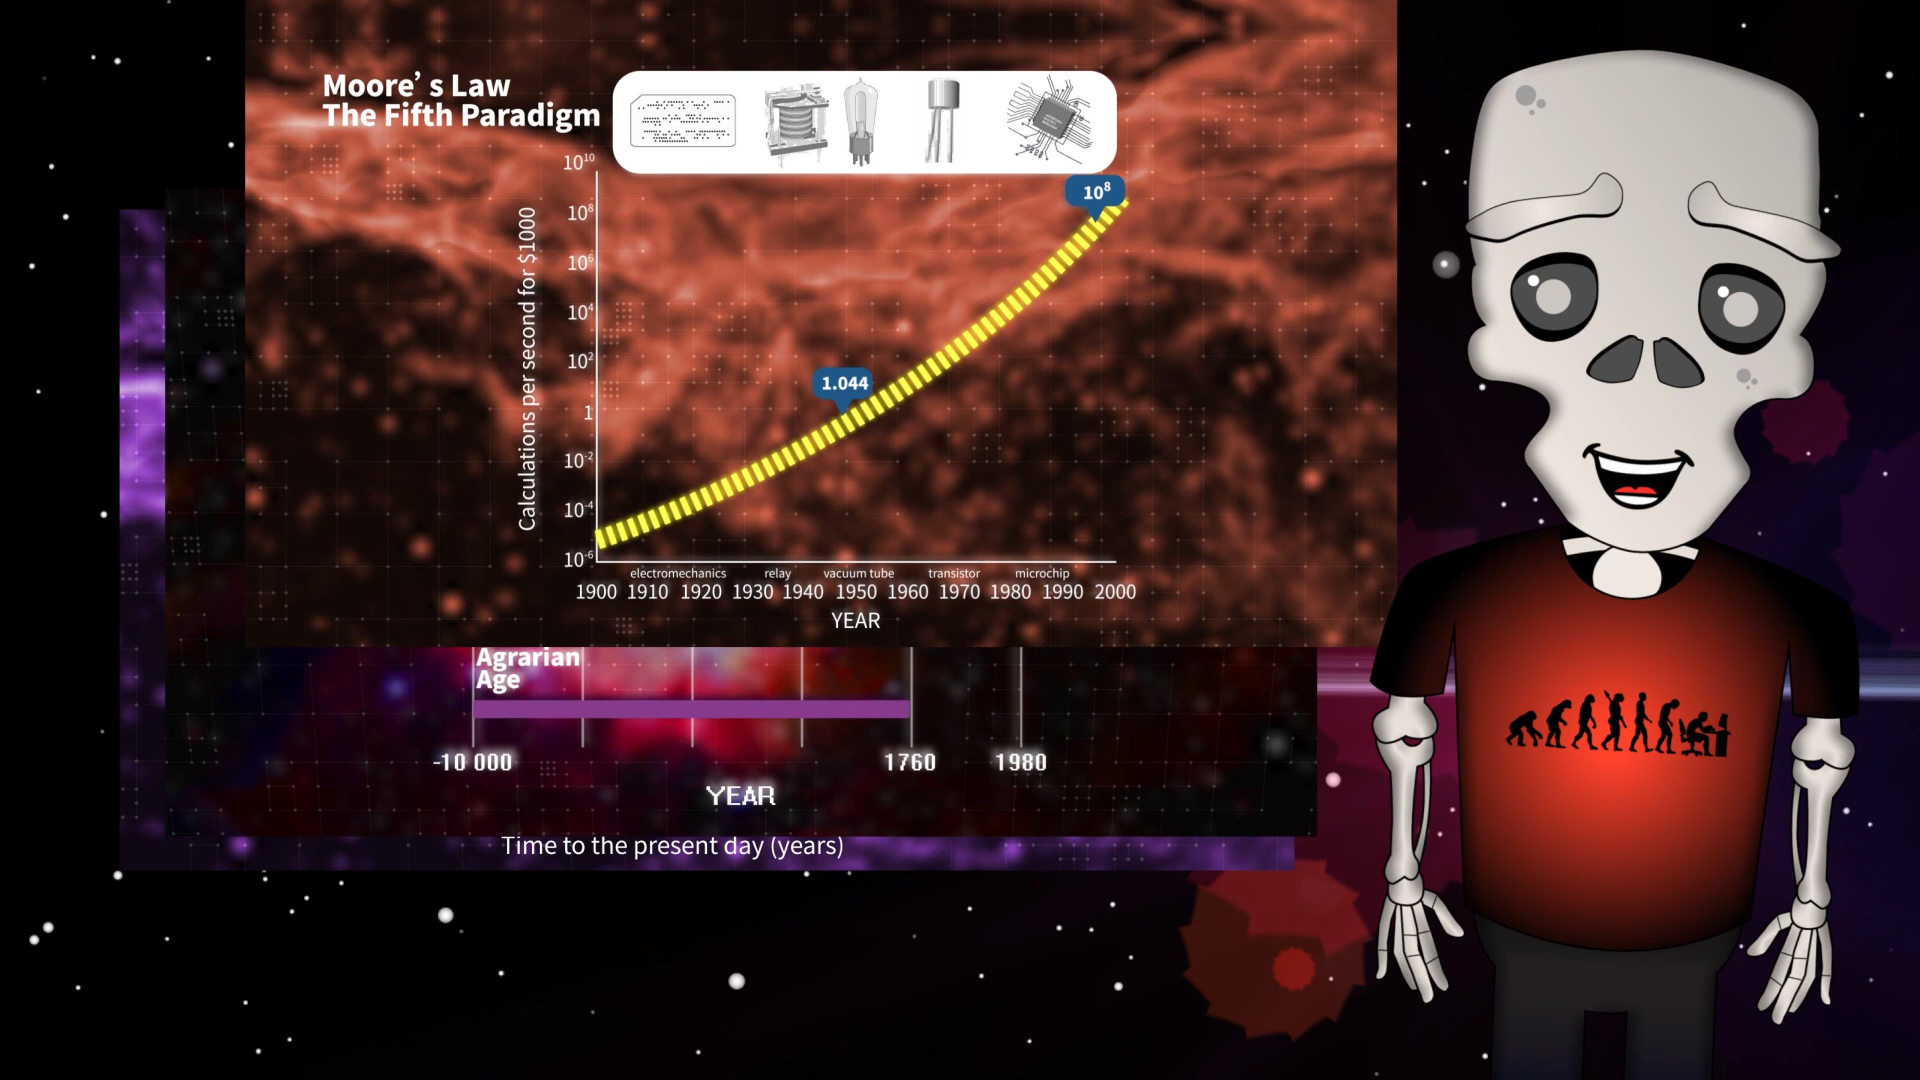 Moore’s Law
The Fifth Paradigm
10¹⁰
10⁸
10⁸
10⁶
10⁴
10²
1.044
1
10⁻²
10⁻⁴
10⁻⁶
Calculations per second for $1000
electromechanics relay vacuum tube transistor microchip
1900 1910 1920 1930 1940 1950 1960 1970 1980 1990 2000
YEAR
Agrarian
Age
-10 000 1760 1980
YEAR
Time to the present day (years)